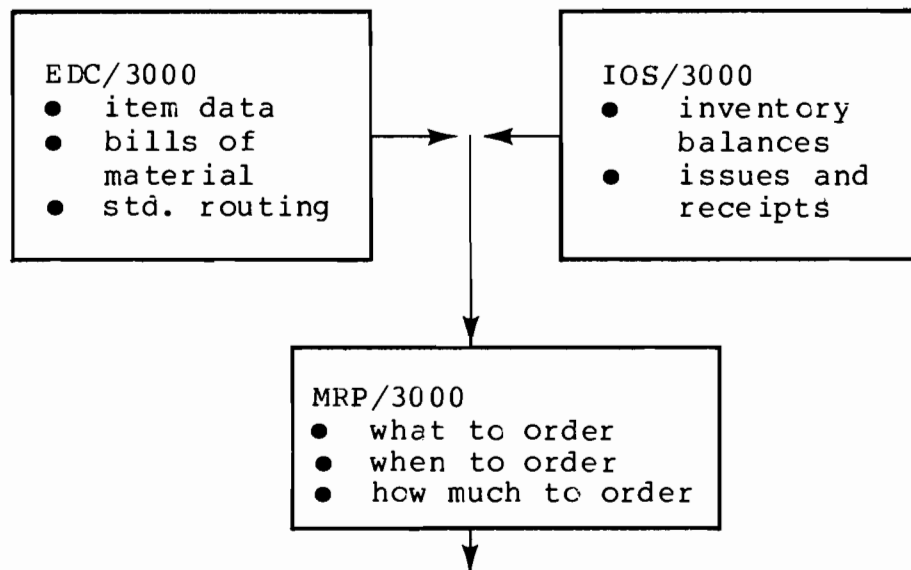 EDC/3000
● item data
● bills of
material
● std. routing
IOS/3000
● inventory
balances
● issues and
receipts
MRP/3000
● what to order
● when to order
● how much to order